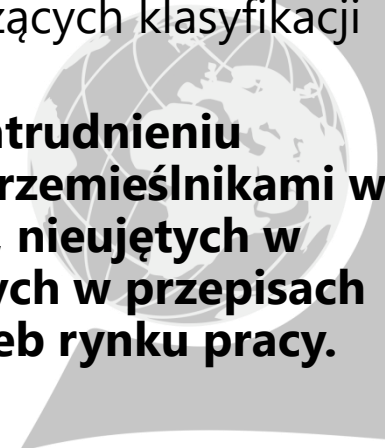 zących klasyfikacji
trudnieniu
rzemieślnikami w
nieujętych w
ych w przepisach
eb rynku pracy.